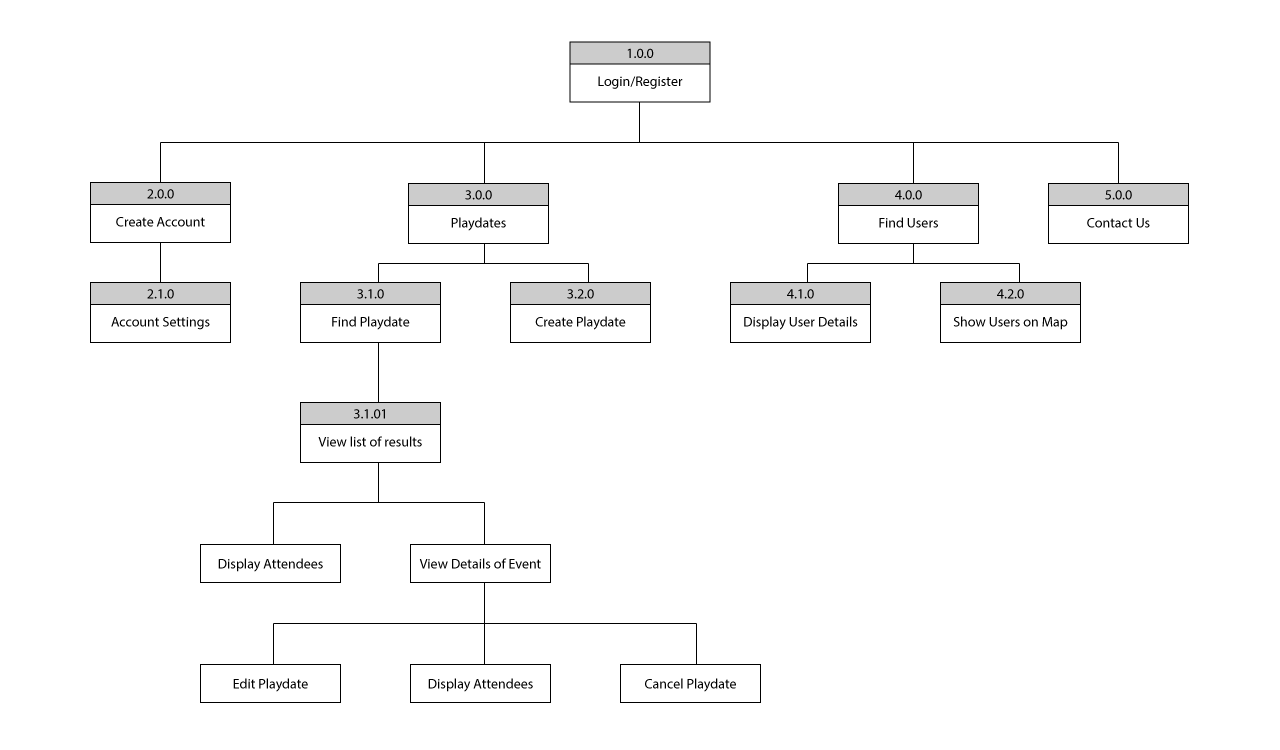 1.0.0
Login/Register
2.0.0
Create Account
3.0.0
Playdates
4.0.0
Find Users
5.0.0
Contact Us
2.1.0
Account Settings
3.1.0
Find Playdate
3.2.0
Create Playdate
4.1.0
Display User Details
4.2.0
Show Users on Map
3.1.01
View list of results
Display Attendees
View Details of Event
Edit Playdate
Display Attendees
Cancel Playdate